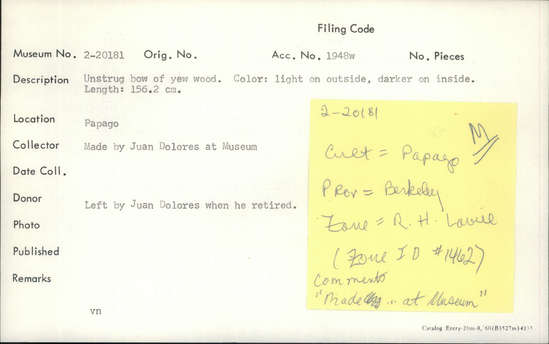 Filing Code
Museum No. 2-20181 Orig. No. Acc. No. 1948w No. Pieces
Description Unstrug bow of yew wood. Color: light on outside, darker on inside.
Length: 156.2 cm.
Location Papago
Collector Made by Juan Dolores at Museum
Date Coll.
Donor Left by Juan Dolores when he retired.
Photo
Published
Remarks
vn
2-20181
M
Cult = Papago
Prov = Berkeley
Zone = R. H. Lowie
(Zone ID #1462)
Comments
"Made ... at Museum"